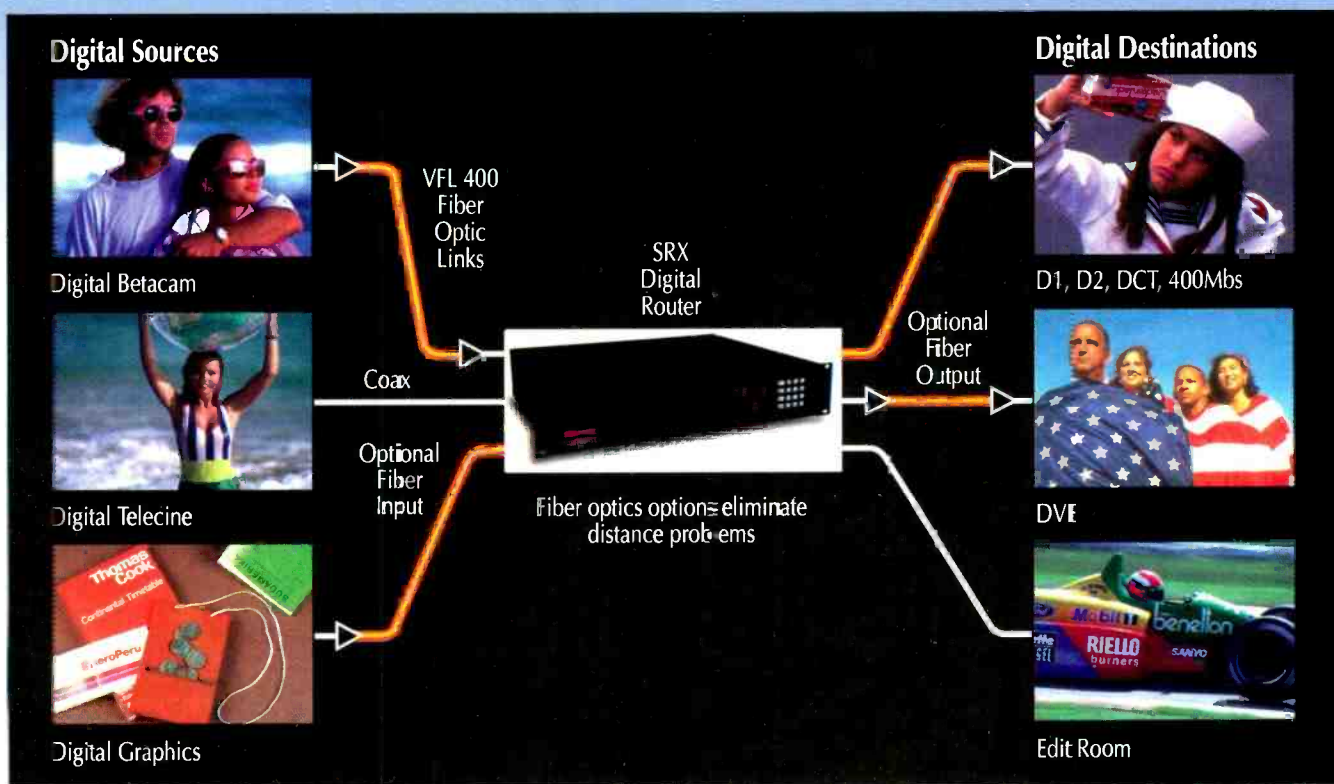 Digital Sources
Digital Destinations
Digital Betacam
VFL 400
Fiber
Optic
Links
SRX
Digital
Router
D1, D2, DCT, 400Mbs
Coax
Optional
Fiber
Output
Digital Telecine
Optional
Fiber
Input
Fiber optics options eliminate
distance problems
DVE
Thomas
Cook
Continental Timetable
AeroPeru
Digital Graphics
Mobil 1
benetton
RIELLO
burners
SANYO
Edit Room